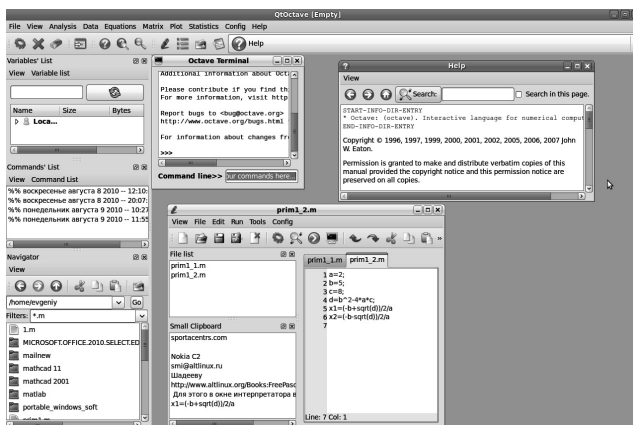 QtOctave [Empty]
File View Analysis Data Equations Matrix Plot Statistics Config Help
Help
Variables' List
View Variable list
Name Size Bytes
Loca...
Commands' List
View Command List
%% воскресенье августа 8 2010 -- 12:10:
%% воскресенье августа 8 2010 -- 20:07:
%% понедельник августа 9 2010 -- 10:27
%% понедельник августа 9 2010 -- 11:55
Navigator
View
/home/evgeniy
Go
Filters: *.m
1.m
MICROSOFT.OFFICE.2010.SELECT.ED
mailnew
mathcad 11
mathcad 2001
matlab
portable_windows_soft
prim1.m
Octave Terminal
Additional information about Octa
Please contribute if you find thi
For more information, visit http
Report bugs to <bug@octave.org>
http://www.octave.org/bugs.html
For information about changes fr
>>>
Command line>> our commands here...
Help
View
Search:
Search in this page.
START-INFO-DIR-ENTRY
* Octave: (octave). Interactive language for numerical comput
END-INFO-DIR-ENTRY
Copyright © 1996, 1997, 1999, 2000, 2001, 2002, 2005, 2006, 2007 John
W. Eaton.
Permission is granted to make and distribute verbatim copies of this
manual provided the copyright notice and this permission notice are
preserved on all copies.
prim1_2.m
View File Edit Run Tools Config
File list
prim1_1.m
prim1_2.m
Small Clipboard
sportacentrs.com
Nokia C2
smi@altlinux.ru
Шадееву
http://www.altlinux.org/Books:FreePasc
Для этого в окне интерпретатора в
x1=(-b+sqrt(d))/2/a
prim1_1.m prim1_2.m
1 a=2;
2 b=5;
3 c=8;
4 d=b^2-4*a*c;
5 x1=(-b+sqrt(d))/2/a
6 x2=(-b-sqrt(d))/2/a
7
Line: 7 Col: 1